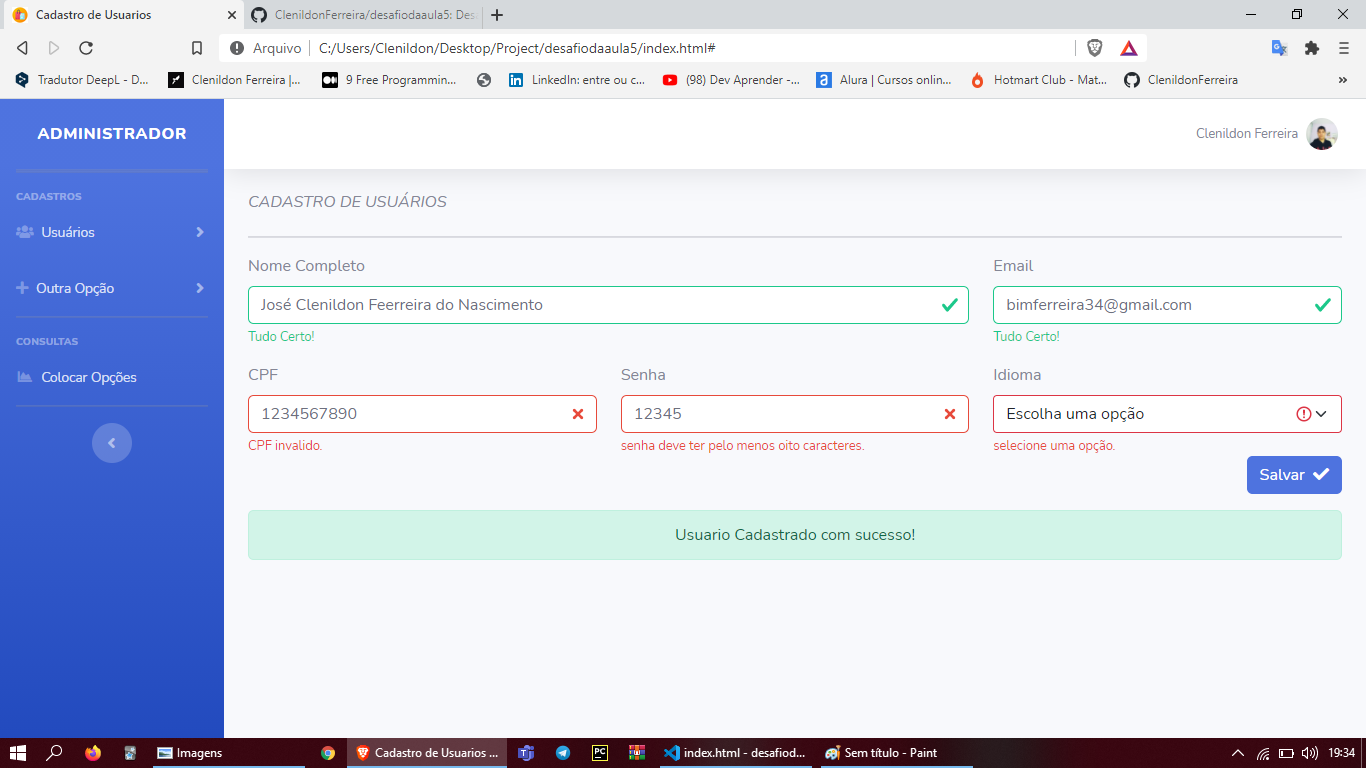 Cadastro de Usuarios
ClenildonFerreira/desafiodaaula5: Des
Arquivo
C:/Users/Clenildon/Desktop/Project/desafiodaaula5/index.html#
Tradutor DeepL - D...
Clenildon Ferreira |...
9 Free Programmin...
LinkedIn: entre ou c...
(98) Dev Aprender -...
Alura | Cursos onlin...
Hotmart Club - Mat...
ClenildonFerreira
»
ADMINISTRADOR
Clenildon Ferreira
CADASTROS
Usuários
Outra Opção
CONSULTAS
Colocar Opções
CADASTRO DE USUÁRIOS
Nome Completo
Email
José Clenildon Feerreira do Nascimento
bimferreira34@gmail.com
Tudo Certo!
Tudo Certo!
CPF
Senha
Idioma
1234567890
12345
Escolha uma opção
CPF invalido.
senha deve ter pelo menos oito caracteres.
selecione uma opção.
Salvar
Usuario Cadastrado com sucesso!
Imagens
Cadastro de Usuarios ...
PC
index.html - desafiod...
Sem título - Paint
19:34